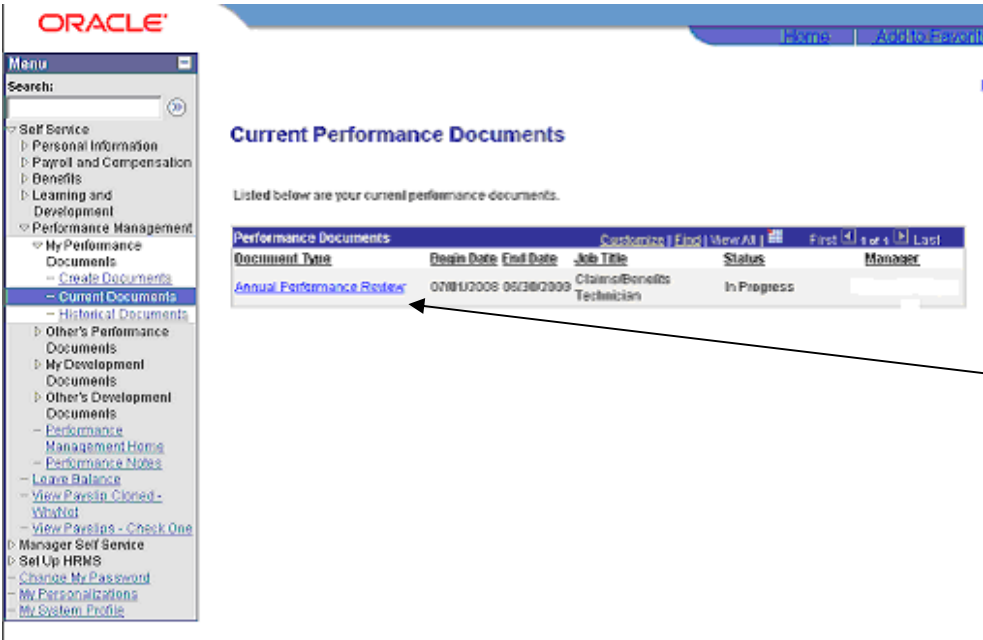 ORACLE
Home Add to Favorit
Menu
Search:
Self Service
Personal Information
Payroll and Compensation
Benefits
Learning and
Development
Performance Management
My Performance
Documents
– Create Documents
– Current Documents
– Historical Documents
Other's Performance
Documents
My Development
Documents
Other's Development
Documents
– Performance
Management Home
– Performance Notes
– Leave Balance
– View Payslip Cloned -
WhyNot
– View Payslips - Check One
Manager Self Service
Set Up HRMS
– Change My Password
– My Personalizations
– My System Profile
Current Performance Documents
Listed below are your current performance documents.
Performance Documents Customize | Find | View All | First 1 of 1 Last
Document Type Begin Date End Date Job Title Status Manager
Annual Performance Review 07/01/2008 06/30/2009 Claims/Benefits Technician In Progress